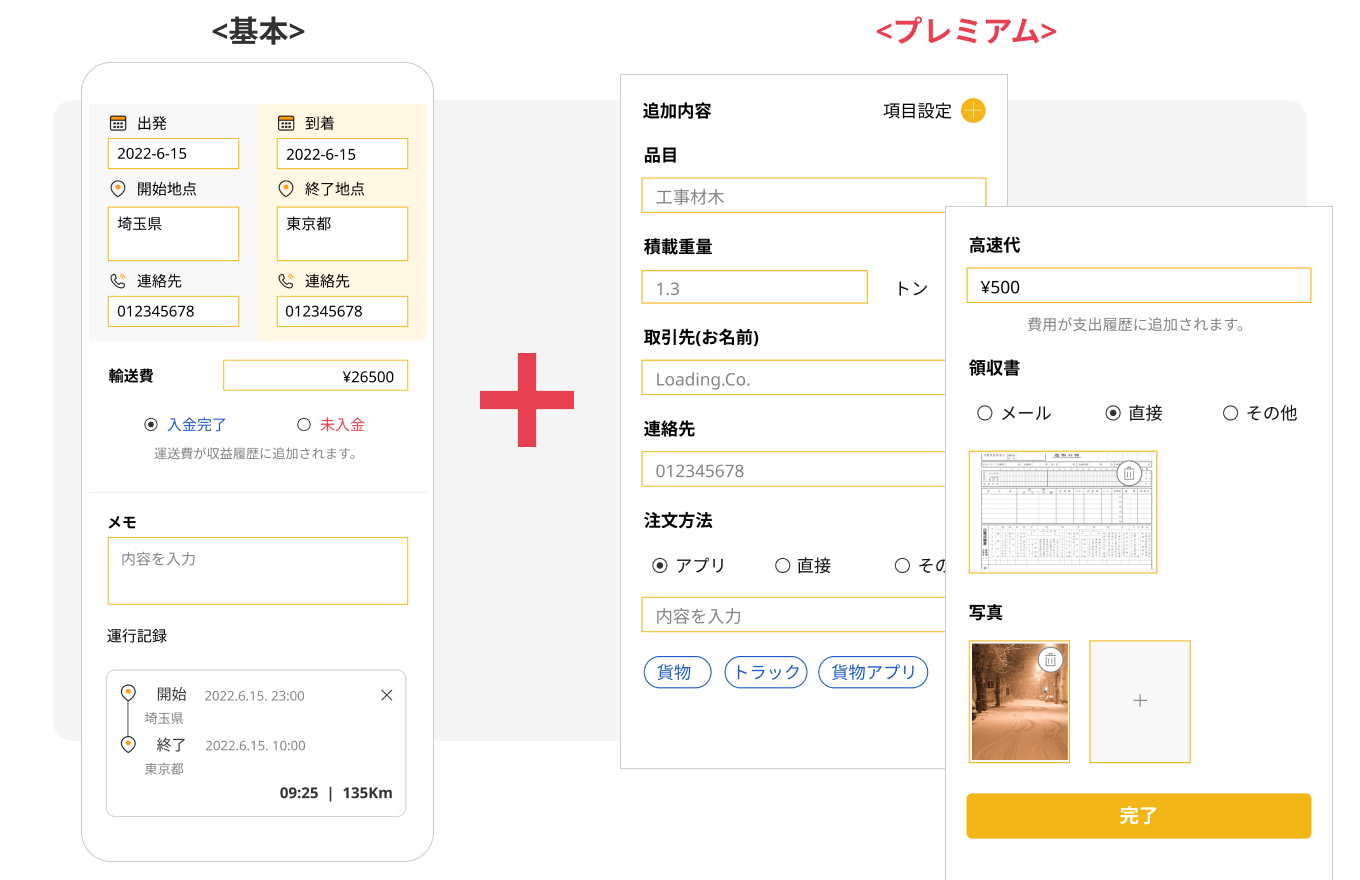 <基本>
<プレミアム>
出発
到着
2022-6-15
2022-6-15
開始地点
終了地点
埼玉県
東京都
連絡先
連絡先
012345678
012345678
輸送費
¥26500
入金完了
未入金
運送費が収益履歴に追加されます。
メモ
内容を入力
運行記録
開始 2022.6.15. 23:00
埼玉県
終了 2022.6.15. 10:00
東京都
09:25 | 135Km
追加内容
項目設定
品目
工事材木
積載重量
1.3
トン
取引先(お名前)
Loading.Co.
連絡先
012345678
注文方法
アプリ
直接
その
内容を入力
貨物
トラック
貨物アプリ
高速代
¥500
費用が支出履歴に追加されます。
領収書
メール
直接
その他
写真
完了